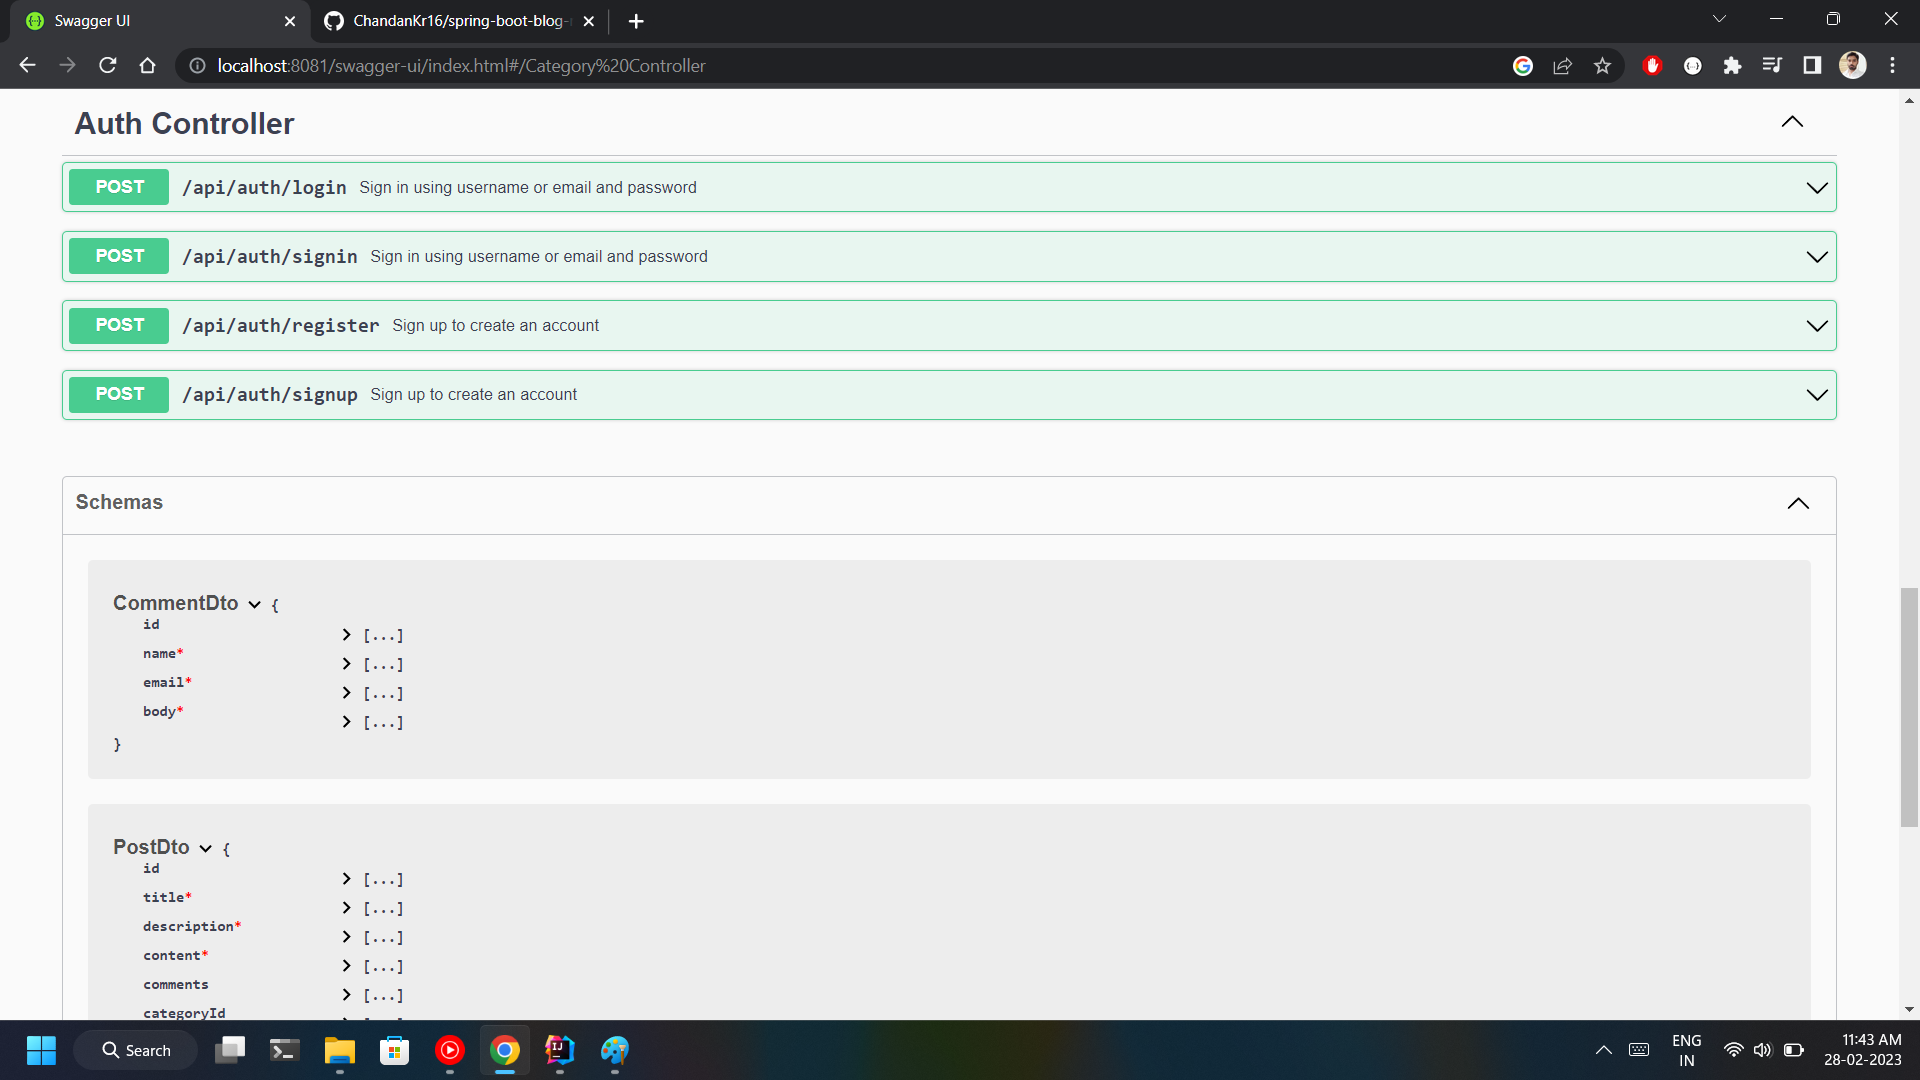 Swagger UI
ChandanKr16/spring-boot-blog-
localhost:8081/swagger-ui/index.html#/Category%20Controller
Auth Controller
POST /api/auth/login Sign in using username or email and password
POST /api/auth/signin Sign in using username or email and password
POST /api/auth/register Sign up to create an account
POST /api/auth/signup Sign up to create an account
Schemas
CommentDto {
id [...]
name* [...]
email* [...]
body* [...]
}
PostDto {
id [...]
title* [...]
description* [...]
content* [...]
comments [...]
categoryId
Search
ENG
IN
11:43 AM
28-02-2023